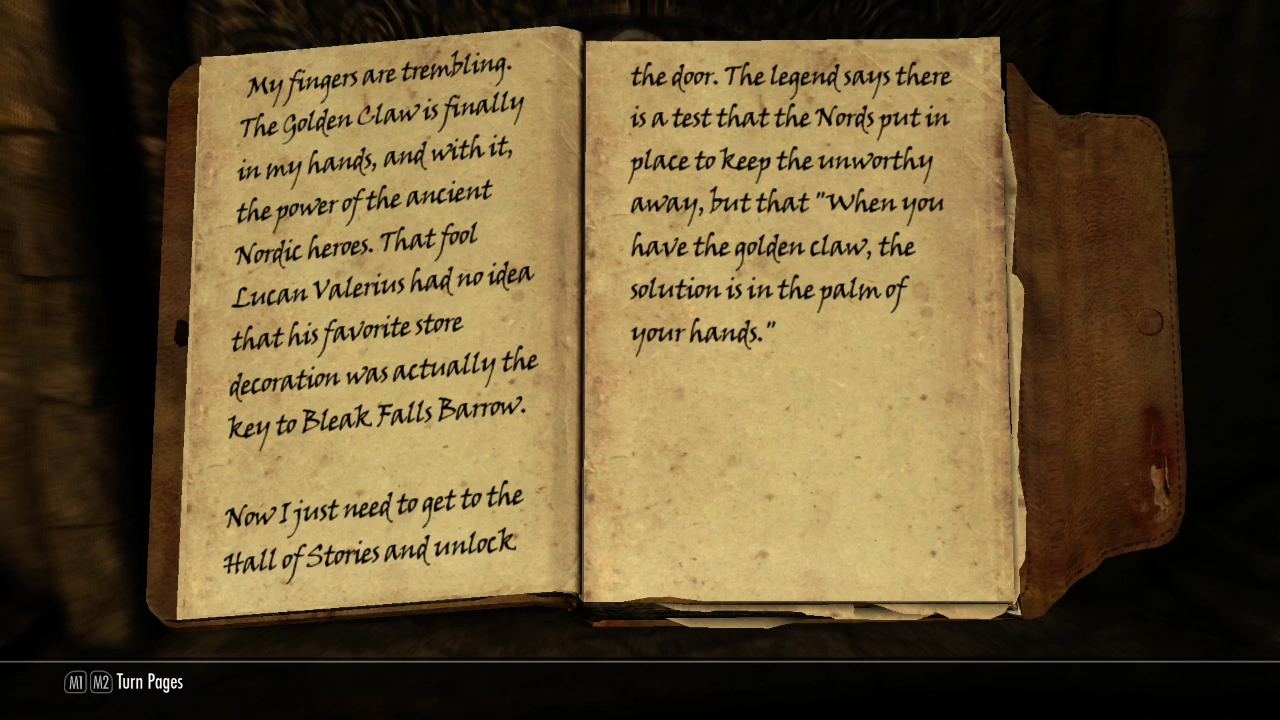 My fingers are trembling.
The Golden Claw is finally
in my hands, and with it,
the power of the ancient
Nordic heroes. That fool
Lucan Valerius had no idea
that his favorite store
decoration was actually the
key to Bleak Falls Barrow.
Now I just need to get to the
Hall of Stories and unlock
the door. The legend says there
is a test that the Nords put in
place to keep the unworthy
away, but that "When you
have the golden claw, the
solution is in the palm of
your hands."
M1 M2 Turn Pages